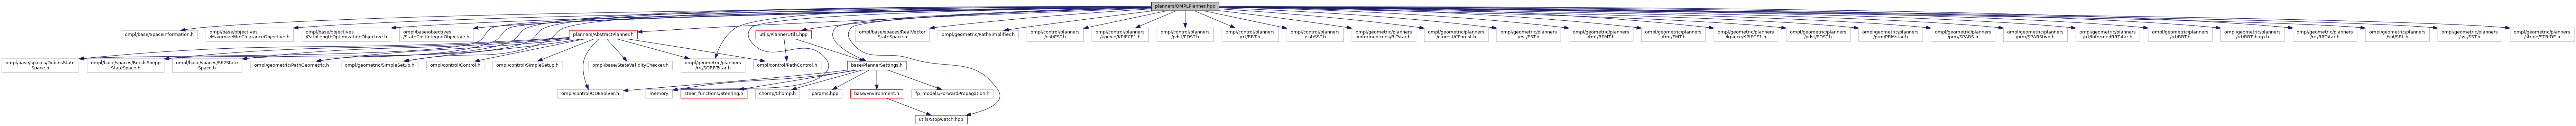 planners/OMPLPlanner.hpp
ompl/base/SpaceInformation.h
ompl/base/objectives
/MaximizeMinClearanceObjective.h
ompl/base/objectives
/PathLengthOptimizationObjective.h
ompl/base/objectives
/StateCostIntegralObjective.h
planners/AbstractPlanner.h
utils/PlannerUtils.hpp
ompl/base/spaces/RealVector
StateSpace.h
ompl/geometric/PathSimplifier.h
ompl/control/planners
/est/EST.h
ompl/control/planners
/kpiece/KPIECE1.h
ompl/control/planners
/pdst/PDST.h
ompl/control/planners
/rrt/RRT.h
ompl/control/planners
/sst/SST.h
ompl/geometric/planners
/informedtrees/BITstar.h
ompl/geometric/planners
/cforest/CForest.h
ompl/geometric/planners
/est/EST.h
ompl/geometric/planners
/fmt/BFMT.h
ompl/geometric/planners
/fmt/FMT.h
ompl/geometric/planners
/kpiece/KPIECE1.h
ompl/geometric/planners
/pdst/PDST.h
ompl/geometric/planners
/prm/PRMstar.h
ompl/geometric/planners
/prm/SPARS.h
ompl/geometric/planners
/prm/SPARStwo.h
ompl/geometric/planners
/rrt/InformedRRTstar.h
ompl/geometric/planners
/rrt/RRT.h
ompl/geometric/planners
/rrt/RRTsharp.h
ompl/geometric/planners
/rrt/RRTstar.h
ompl/geometric/planners
/sbl/SBL.h
ompl/geometric/planners
/sst/SST.h
ompl/geometric/planners
/stride/STRIDE.h
ompl/base/spaces/DubinsState
Space.h
ompl/base/spaces/ReedsShepp
StateSpace.h
ompl/base/spaces/SE2State
Space.h
ompl/geometric/PathGeometric.h
ompl/geometric/SimpleSetup.h
ompl/control/Control.h
ompl/control/SimpleSetup.h
ompl/base/StateValidityChecker.h
ompl/geometric/planners
/rrt/SORRTstar.h
ompl/control/PathControl.h
base/PlannerSettings.h
ompl/control/ODESolver.h
memory
steer_functions/Steering.h
chomp/Chomp.h
params.hpp
base/Environment.h
fp_models/ForwardPropagation.h
utils/Stopwatch.hpp